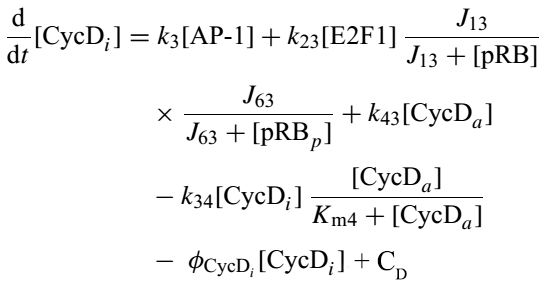 d/dt [CycD_i] = k_3[AP-1] + k_23[E2F1] J_13/(J_13 + [pRB])
× J_63/(J_63 + [pRB_p]) + k_43[CycD_a]
− k_34[CycD_i] [CycD_a]/(K_m4 + [CycD_a])
− ϕ_CycD_i[CycD_i] + C_D